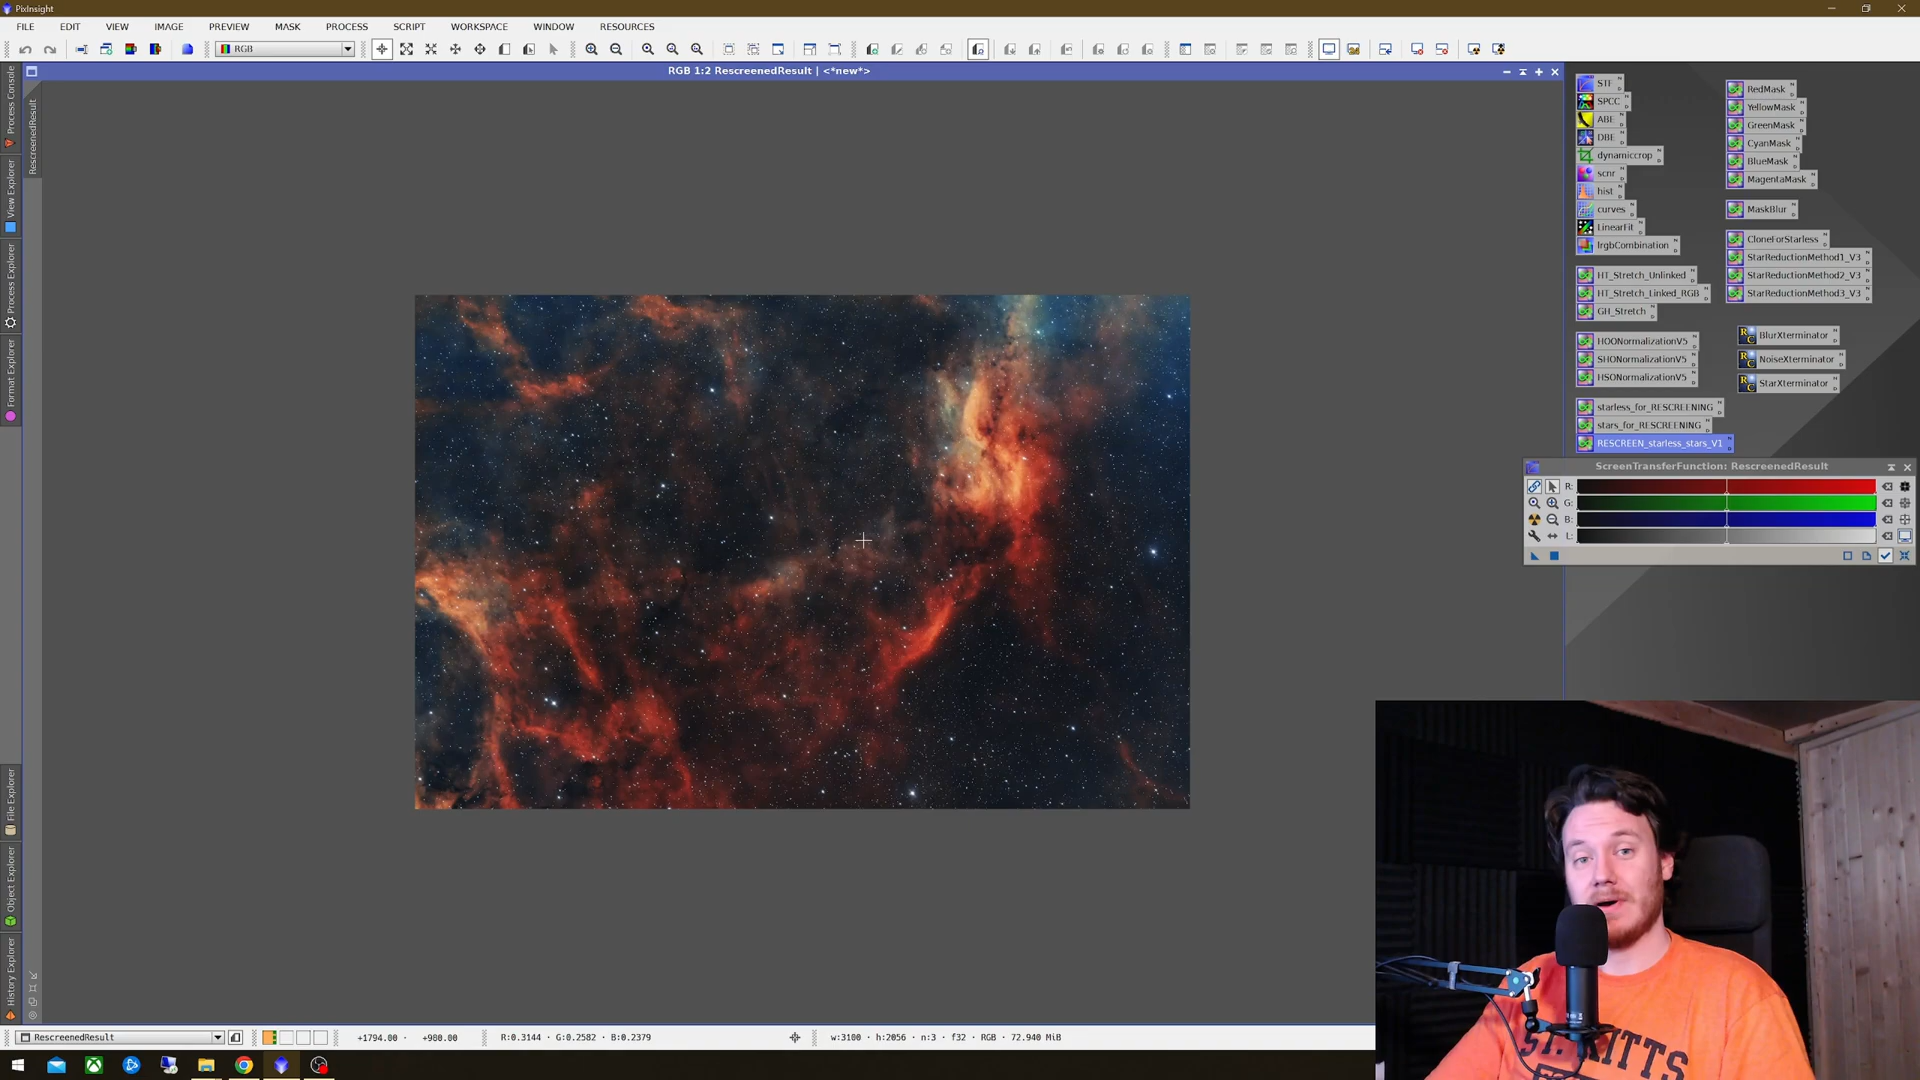 PixInsight
FILE EDIT VIEW IMAGE PREVIEW MASK PROCESS SCRIPT WORKSPACE WINDOW RESOURCES
RGB
RGB 1:2 RescreenedResult | <*new*>
Process Console
View Explorer
Process Explorer
Format Explorer
File Explorer
Object Explorer
History Explorer
RescreenedResult
STF
SPCC
ABE
DBE
dynamiccrop
scnr
hist
curves
LinearFit
lrgbCombination
HT_Stretch_Unlinked
HT_Stretch_Linked_RGB
GH_Stretch
HOONormalizationV5
SHONormalizationV5
HSONormalizationV5
starless_for_RESCREENING
stars_for_RESCREENING
RESCREEN_starless_stars_V1
RedMask
YellowMask
GreenMask
CyanMask
BlueMask
MagentaMask
MaskBlur
CloneForStarless
StarReductionMethod1_V3
StarReductionMethod2_V3
StarReductionMethod3_V3
BlurXterminator
NoiseXterminator
StarXterminator
ScreenTransferFunction: RescreenedResult
R:
G:
B:
L:
ST. KITTS
RescreenedResult +1794.00 · +980.00 R:0.3144 · G:0.2582 · B:0.2379 w:3100 · h:2056 · n:3 · f32 · RGB · 72.940 MiB